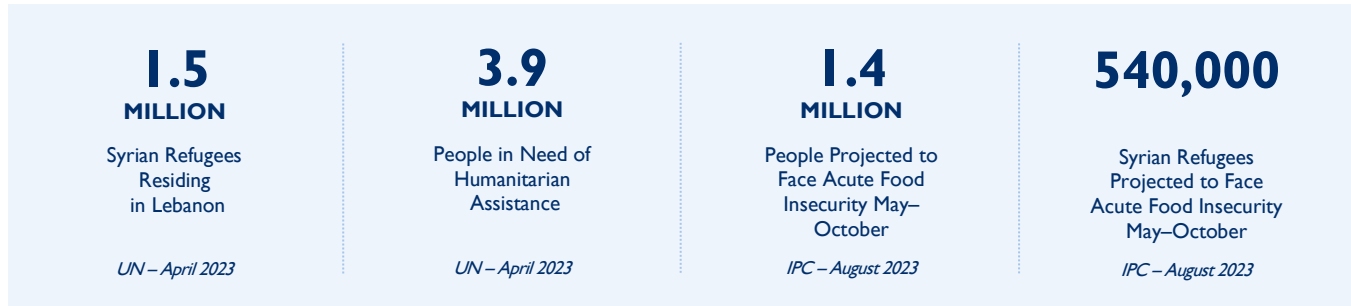 1.5
MILLION
Syrian Refugees
Residing
in Lebanon
UN – April 2023
3.9
MILLION
People in Need of
Humanitarian
Assistance
UN – April 2023
1.4
MILLION
People Projected to
Face Acute Food
Insecurity May–
October
IPC – August 2023
540,000
Syrian Refugees
Projected to Face
Acute Food Insecurity
May–October
IPC – August 2023